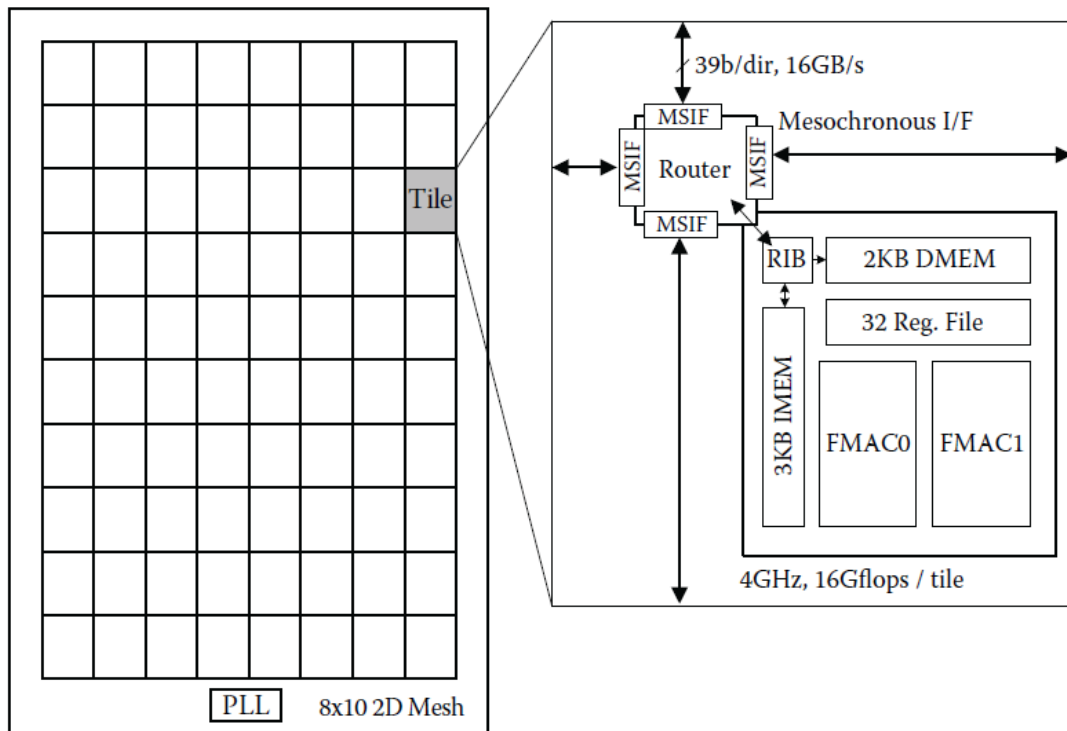 39b/dir, 16GB/s
MSIF
Mesochronous I/F
MSIF
Router
MSIF
Tile
MSIF
RIB
2KB DMEM
32 Reg. File
3KB IMEM
FMAC0
FMAC1
4GHz, 16Gflops / tile
PLL
8x10 2D Mesh